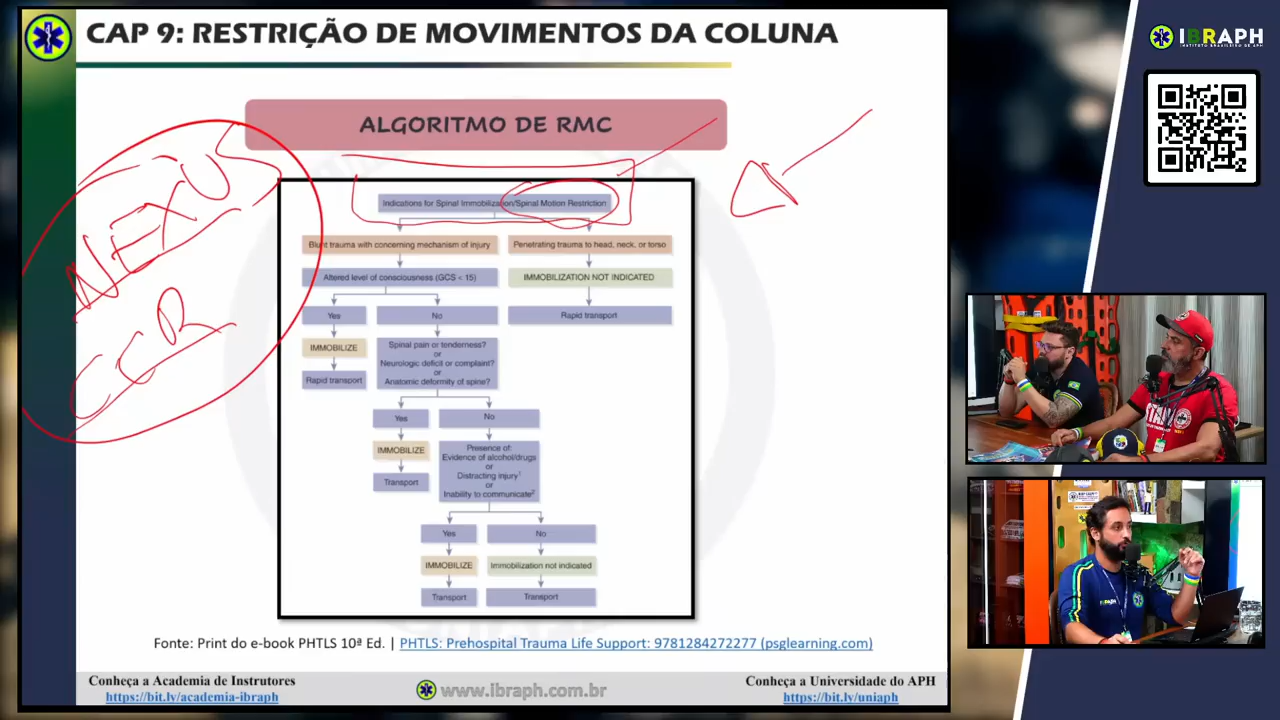 CAP 9: RESTRIÇÃO DE MOVIMENTOS DA COLUNA
IBRAPH
INSTITUTO BRASILEIRO DE APH
ALGORITMO DE RMC
NEXUS
CCR
Indications for Spinal Immobilization/Spinal Motion Restriction
Blunt trauma with concerning mechanism of injury
Penetrating trauma to head, neck, or torso
Altered level of consciousness (GCS < 15)
IMMOBILIZATION NOT INDICATED
Yes
No
Rapid transport
IMMOBILIZE
Rapid transport
Spinal pain or tenderness?
or
Neurologic deficit or complaint?
or
Anatomic deformity of spine?
Yes
No
IMMOBILIZE
Transport
Presence of:
Evidence of alcohol/drugs
or
Distracting injury¹
or
Inability to communicate²
Yes
No
IMMOBILIZE
Immobilization not indicated
Transport
Transport
Fonte: Print do e-book PHTLS 10ª Ed. | PHTLS: Prehospital Trauma Life Support: 9781284272277 (psglearning.com)
Conheça a Academia de Instrutores
https://bit.ly/academia-ibraph
www.ibraph.com.br
Conheça a Universidade do APH
https://bit.ly/uniaph